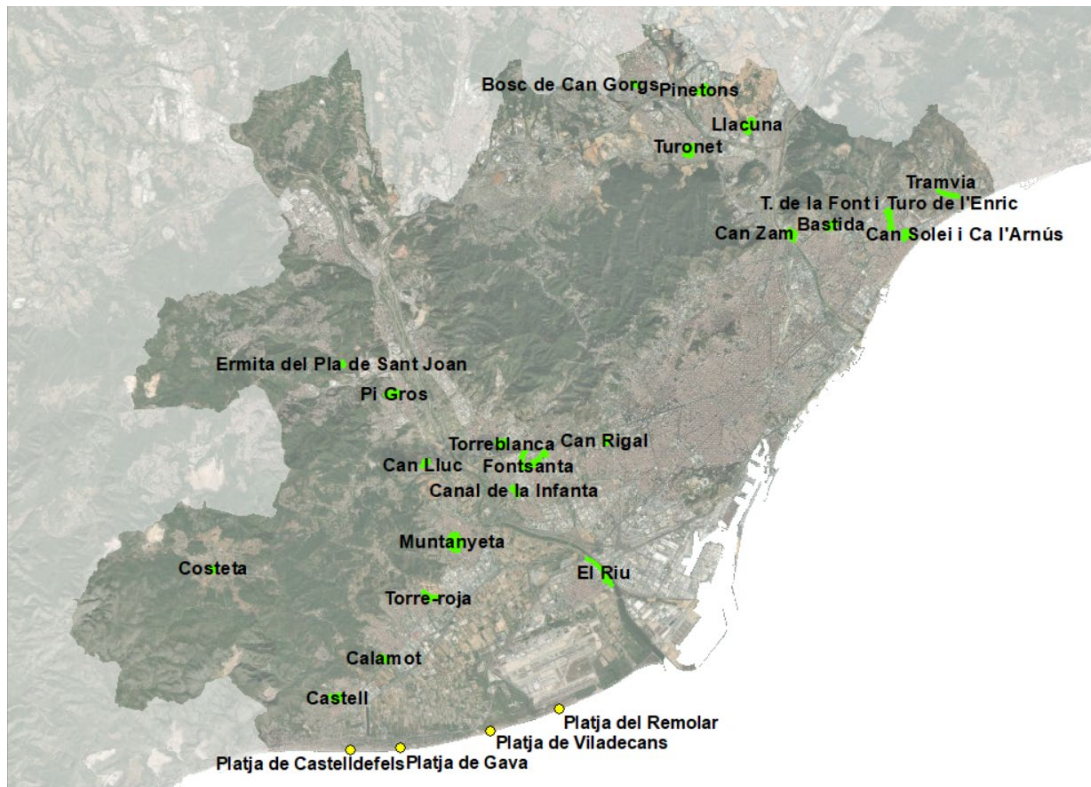 Bosc de Can Gorgs
Pinetons
Llacuna
Turonet
Tramvia
T. de la Font i Turo de l'Enric
Bastida
Can Zam
Can Solei i Ca l'Arnús
Ermita del Pla de Sant Joan
Pi Gros
Torreblanca
Can Rigal
Can Lluc
Fontsanta
Canal de la Infanta
Muntanyeta
Costeta
El Riu
Torre-roja
Calamot
Castell
Platja del Remolar
Platja de Viladecans
Platja de Castelldefels
Platja de Gava